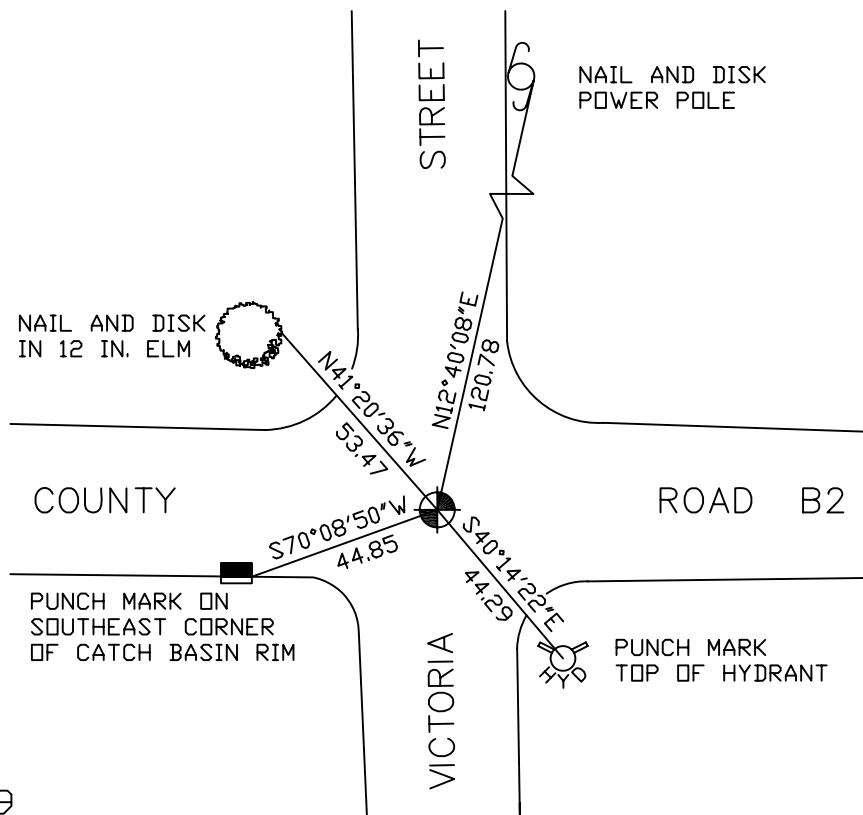 STREET
NAIL AND DISK
POWER POLE
NAIL AND DISK
IN 12 IN. ELM
N41°20'36"W
53.47
N12°40'08"E
120.78
COUNTY
ROAD B2
S70°08'50"W
44.85
S40°14'22"E
44.29
PUNCH MARK ON
SOUTHEAST CORNER
OF CATCH BASIN RIM
VICTORIA
HYD
PUNCH MARK
TOP OF HYDRANT